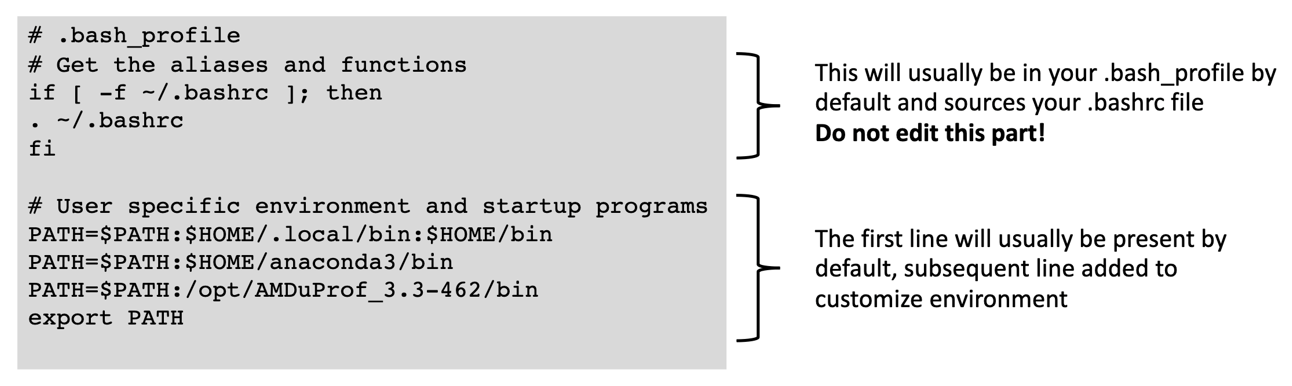 # .bash_profile
# Get the aliases and functions
if [ -f ~/.bashrc ]; then
. ~/.bashrc
fi
# User specific environment and startup programs
PATH=$PATH:$HOME/.local/bin:$HOME/bin
PATH=$PATH:$HOME/anaconda3/bin
PATH=$PATH:/opt/AMDuProf_3.3-462/bin
export PATH
This will usually be in your .bash_profile by
default and sources your .bashrc file
Do not edit this part!
The first line will usually be present by
default, subsequent line added to
customize environment